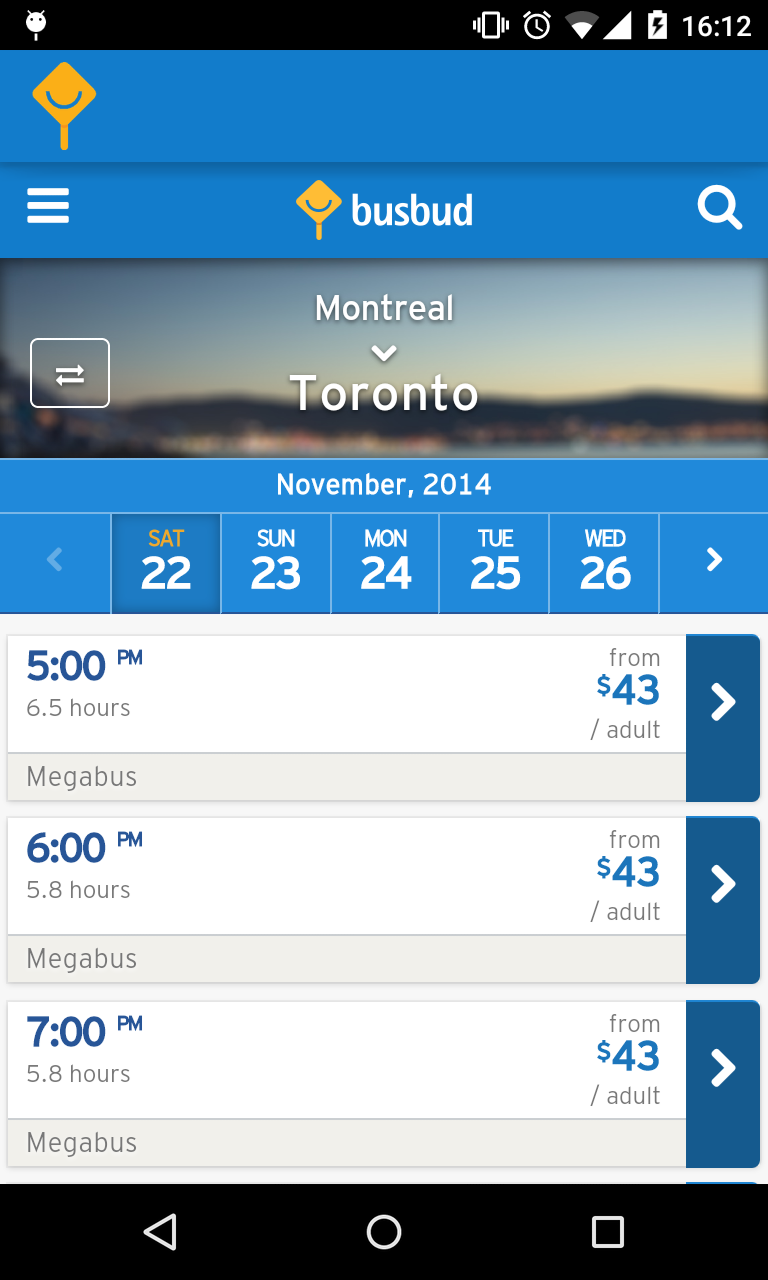 16:12
busbud
Montreal
Toronto
November, 2014
SAT SUN MON TUE WED
22 23 24 25 26
5:00 PM from
$43
6.5 hours
/ adult
Megabus
6:00 PM from
$43
5.8 hours
/ adult
Megabus
7:00 PM from
$43
5.8 hours
/ adult
Megabus